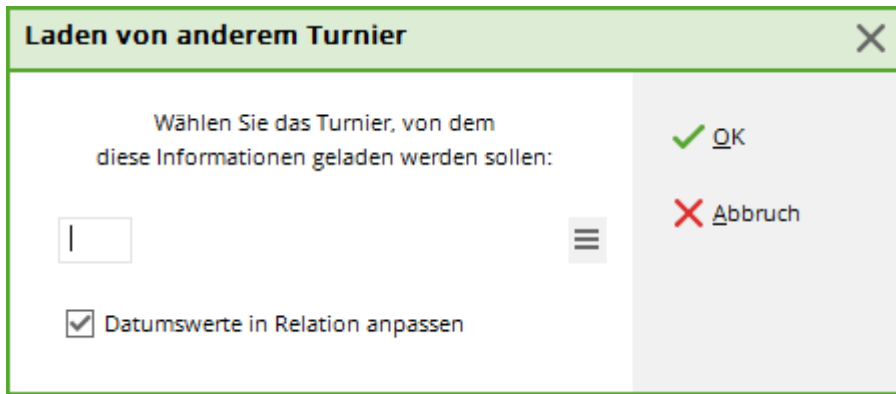 Laden von anderem Turnier
Wählen Sie das Turnier, von dem
diese Informationen geladen werden sollen:
Datumswerte in Relation anpassen
OK
Abbruch